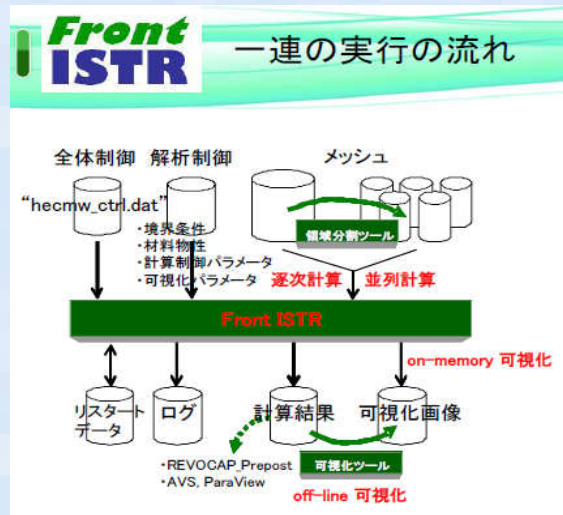 Front
ISTR
一連の実行の流れ
全体制御 解析制御 メッシュ
“hecmw_ctrl.dat”
・境界条件
・材料物性
・計算制御パラメータ
・可視化パラメータ
領域分割ツール
逐次計算 並列計算
Front ISTR
on-memory 可視化
リスタート
データ
ログ
計算結果
可視化画像
・REVOCAP_Prepost
・AVS, ParaView
可視化ツール
off-line 可視化